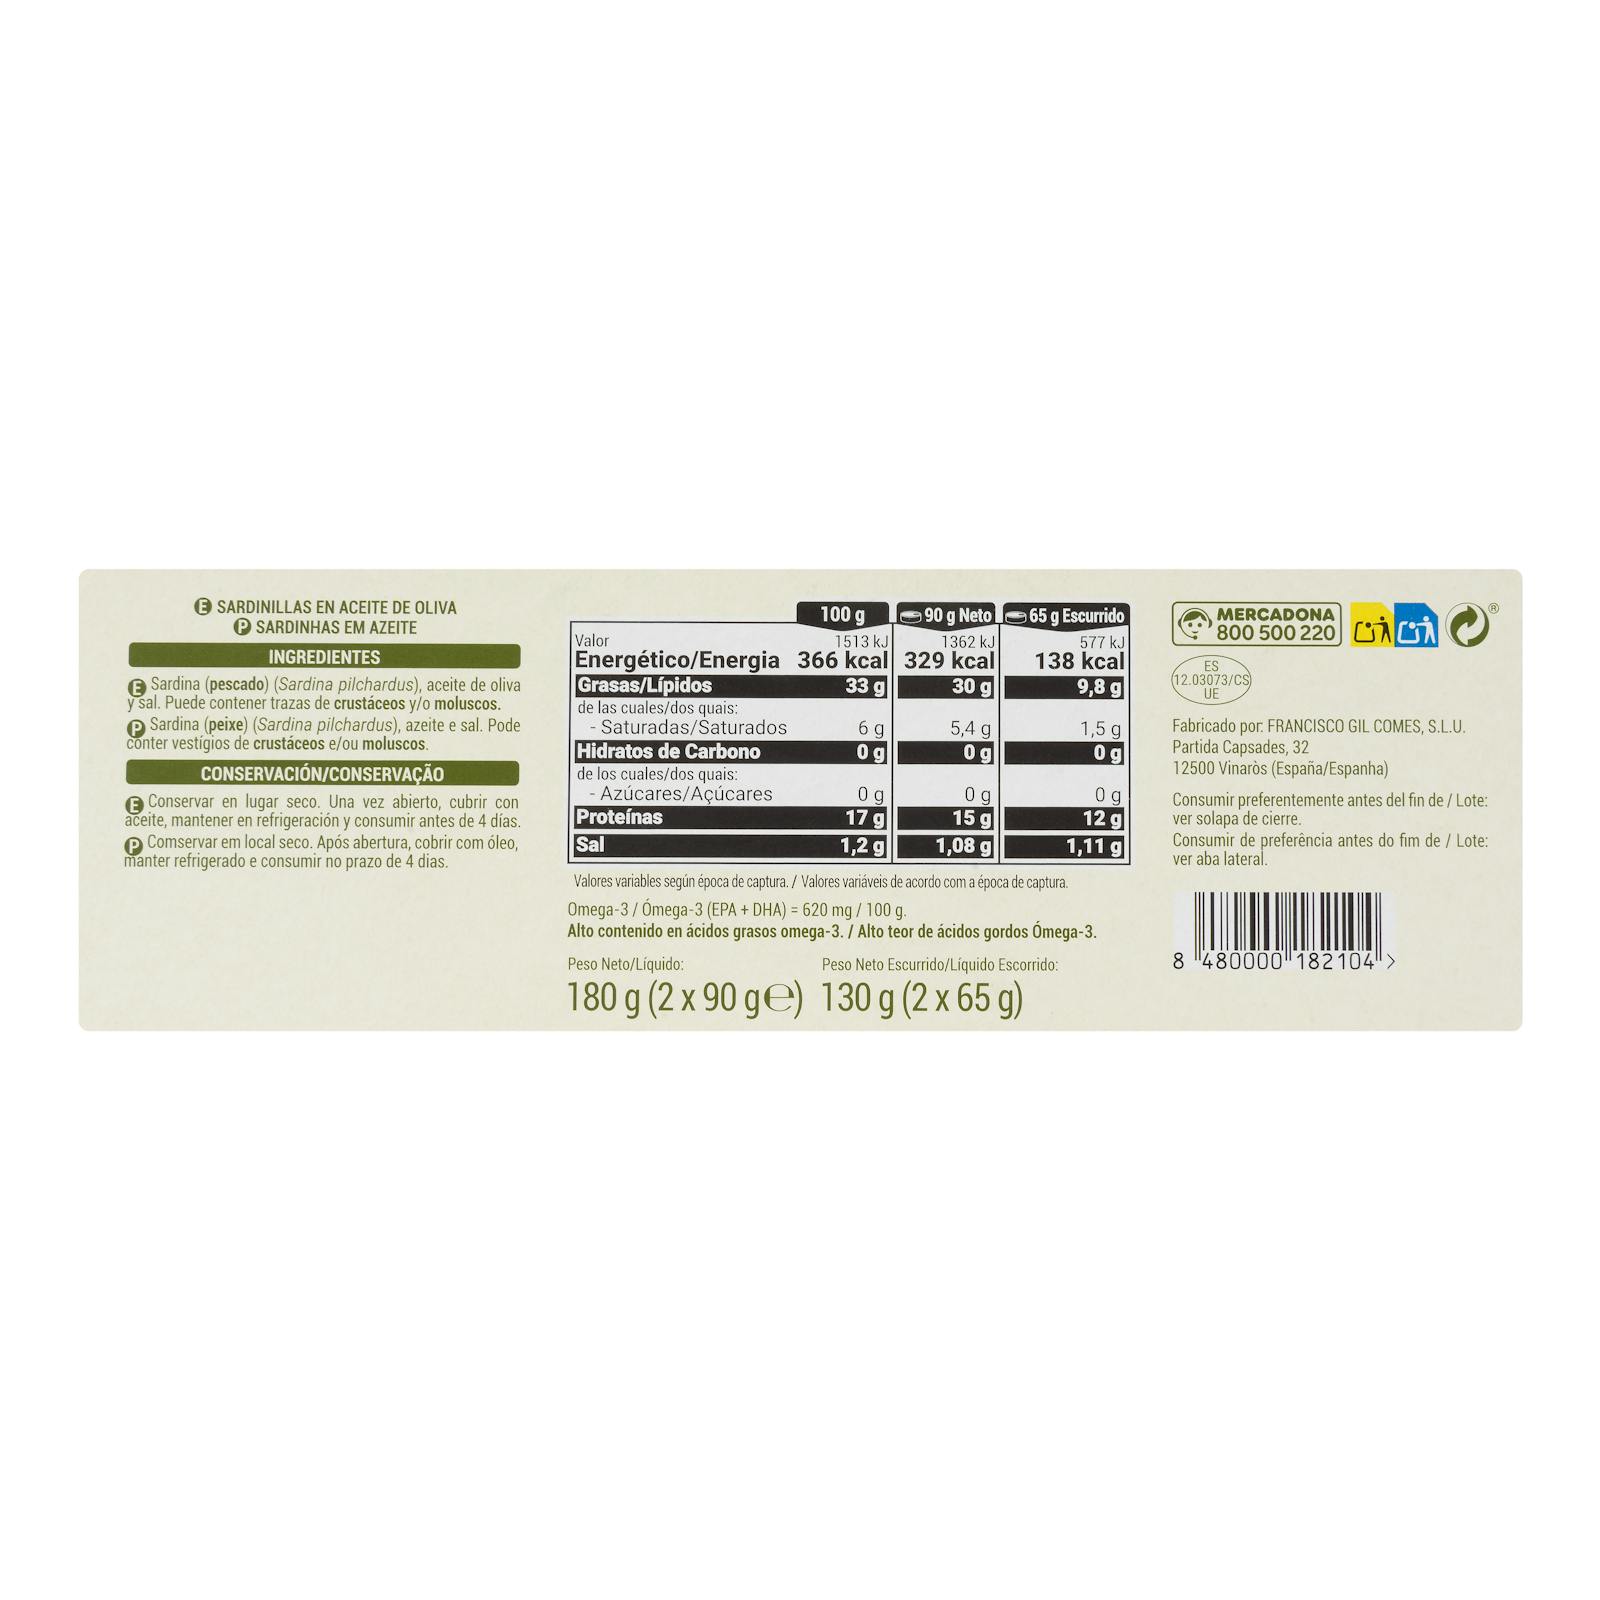 E SARDINILLAS EN ACEITE DE OLIVA
P SARDINHAS EM AZEITE
INGREDIENTES
E Sardina (pescado) (Sardina pilchardus), aceite de oliva
y sal. Puede contener trazas de crustáceos y/o moluscos.
P Sardina (peixe) (Sardina pilchardus), azeite e sal. Pode
conter vestígios de crustáceos e/ou moluscos.
CONSERVACIÓN/CONSERVAÇÃO
E Conservar en lugar seco. Una vez abierto, cubrir con
aceite, mantener en refrigeración y consumir antes de 4 días.
P Comservar em local seco. Após abertura, cobrir com óleo,
manter refrigerado e consumir no prazo de 4 dias.
100 g 90 g Neto 65 g Escurrido
Valor 1513 kJ 1362 kJ 577 kJ
Energético/Energia 366 kcal 329 kcal 138 kcal
Grasas/Lípidos 33 g 30 g 9,8 g
de las cuales/dos quais:
- Saturadas/Saturados 6 g 5,4 g 1,5 g
Hidratos de Carbono 0 g 0 g 0 g
de los cuales/dos quais:
- Azúcares/Açúcares 0 g 0 g 0 g
Proteínas 17 g 15 g 12 g
Sal 1,2 g 1,08 g 1,11 g
Valores variables según época de captura. / Valores variáveis de acordo com a época de captura.
Omega-3 / Ómega-3 (EPA + DHA) = 620 mg / 100 g.
Alto contenido en ácidos grasos omega-3. / Alto teor de ácidos gordos Ómega-3.
Peso Neto/Líquido: Peso Neto Escurrido/Líquido Escorrido:
180 g (2 x 90 g℮) 130 g (2 x 65 g)
MERCADONA
800 500 220
®
ES
12.03073/CS
UE
Fabricado por: FRANCISCO GIL COMES, S.L.U.
Partida Capsades, 32
12500 Vinaròs (España/Espanha)
Consumir preferentemente antes del fin de / Lote:
ver solapa de cierre.
Consumir de preferência antes do fim de / Lote:
ver aba lateral.
8 480000 182104 >